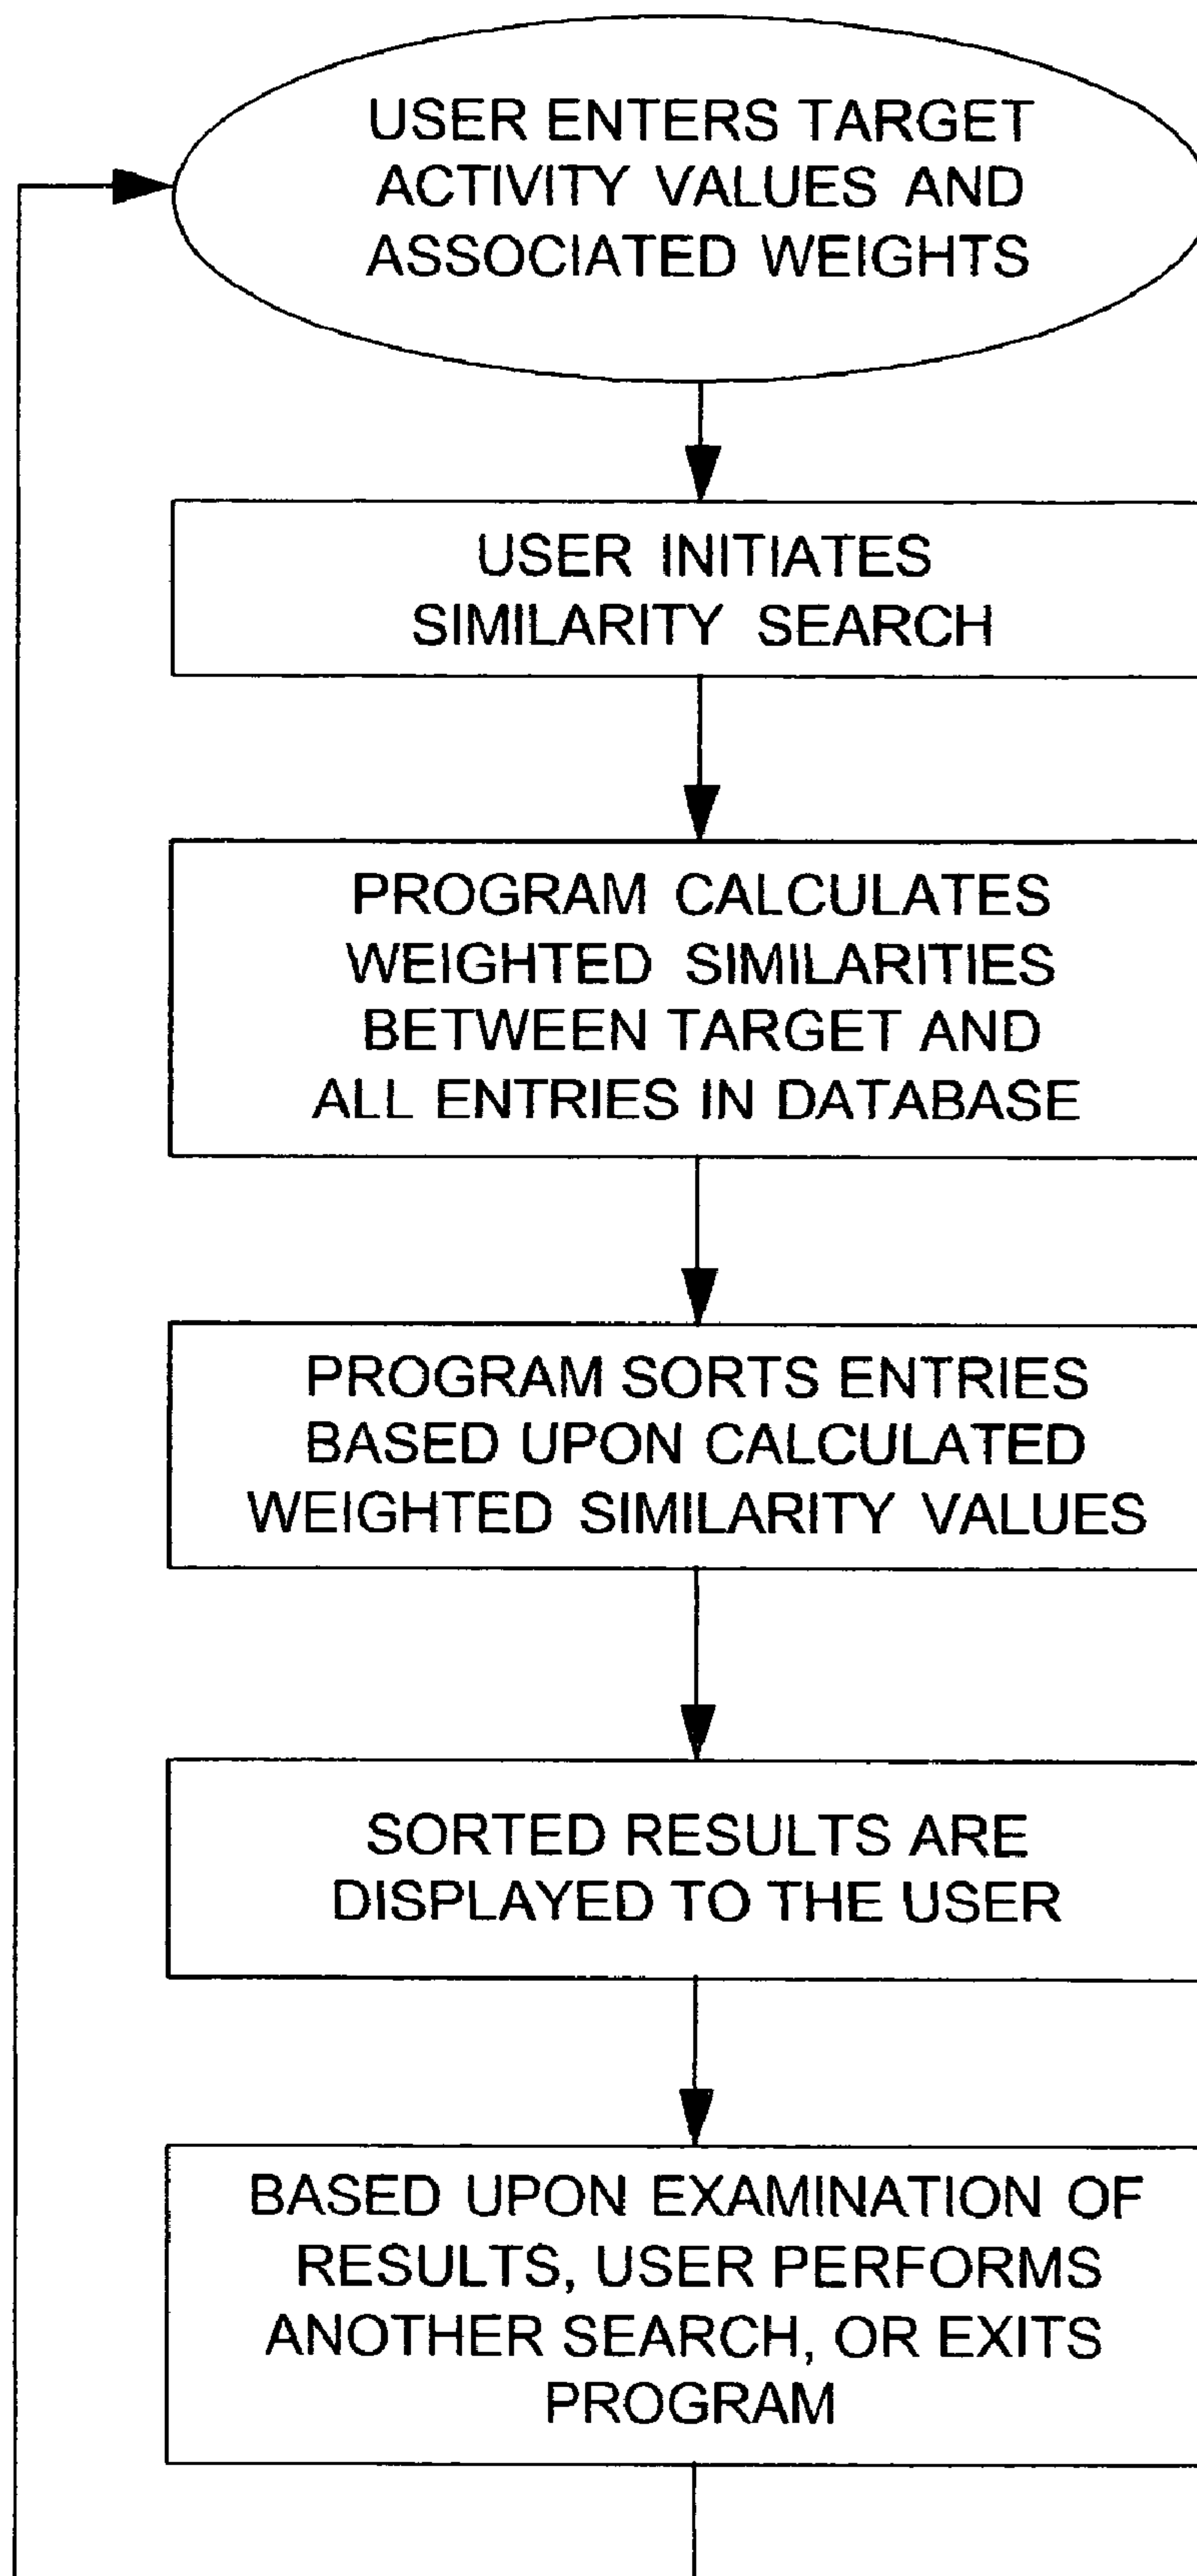 USER ENTERS TARGET
ACTIVITY VALUES AND
ASSOCIATED WEIGHTS
USER INITIATES
SIMILARITY SEARCH
PROGRAM CALCULATES
WEIGHTED SIMILARITIES
BETWEEN TARGET AND
ALL ENTRIES IN DATABASE
PROGRAM SORTS ENTRIES
BASED UPON CALCULATED
WEIGHTED SIMILARITY VALUES
SORTED RESULTS ARE
DISPLAYED TO THE USER
BASED UPON EXAMINATION OF
RESULTS, USER PERFORMS
ANOTHER SEARCH, OR EXITS
PROGRAM